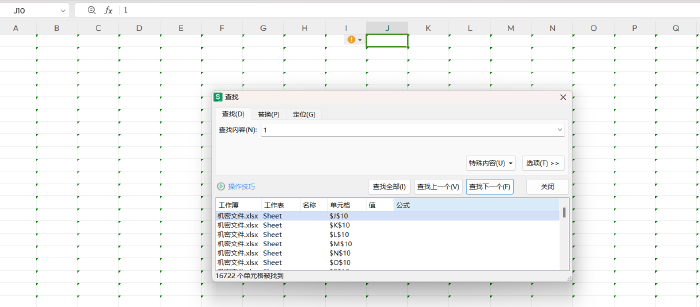 J10 fx 1
A B C D E F G H I J K L M N O P Q
S 查找
查找(D) 替换(P) 定位(G)
查找内容(N): 1
特殊内容(U) 选项(T) >>
操作技巧 查找全部(I) 查找上一个(V) 查找下一个(F) 关闭
工作簿 工作表 名称 单元格 值 公式
机密文件.xlsx Sheet $J$10
机密文件.xlsx Sheet $K$10
机密文件.xlsx Sheet $L$10
机密文件.xlsx Sheet $M$10
机密文件.xlsx Sheet $N$10
机密文件.xlsx Sheet $O$10
16722 个单元格被找到